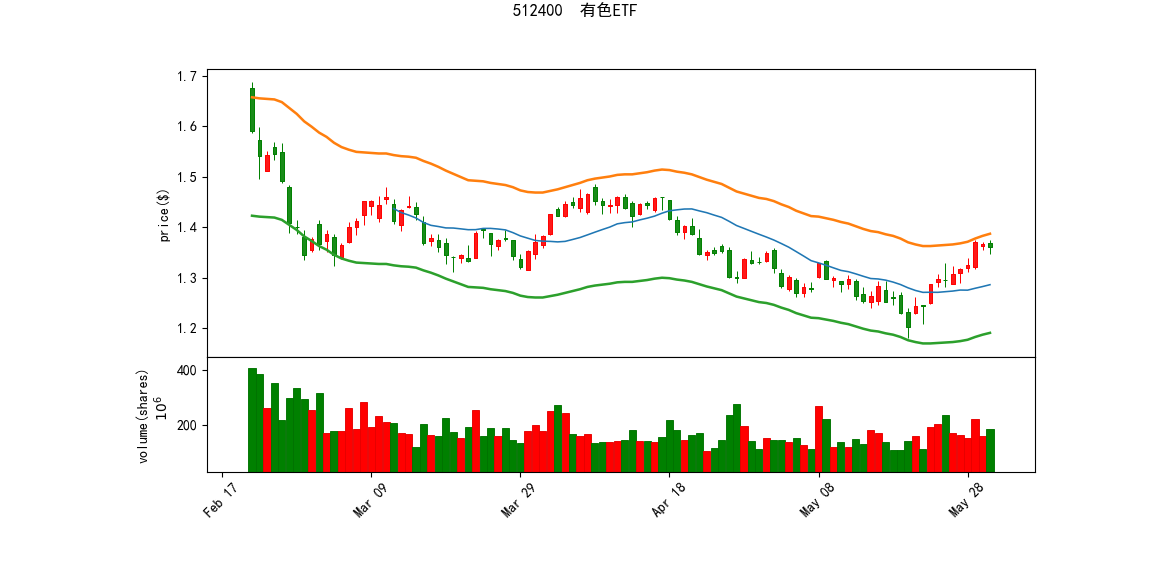 512400 有色ETF
1.7
1.6
1.5
1.4
1.3
1.2
price($)
400
200
volume(shares)
10^6
Feb 17
Mar 09
Mar 29
Apr 18
May 08
May 28